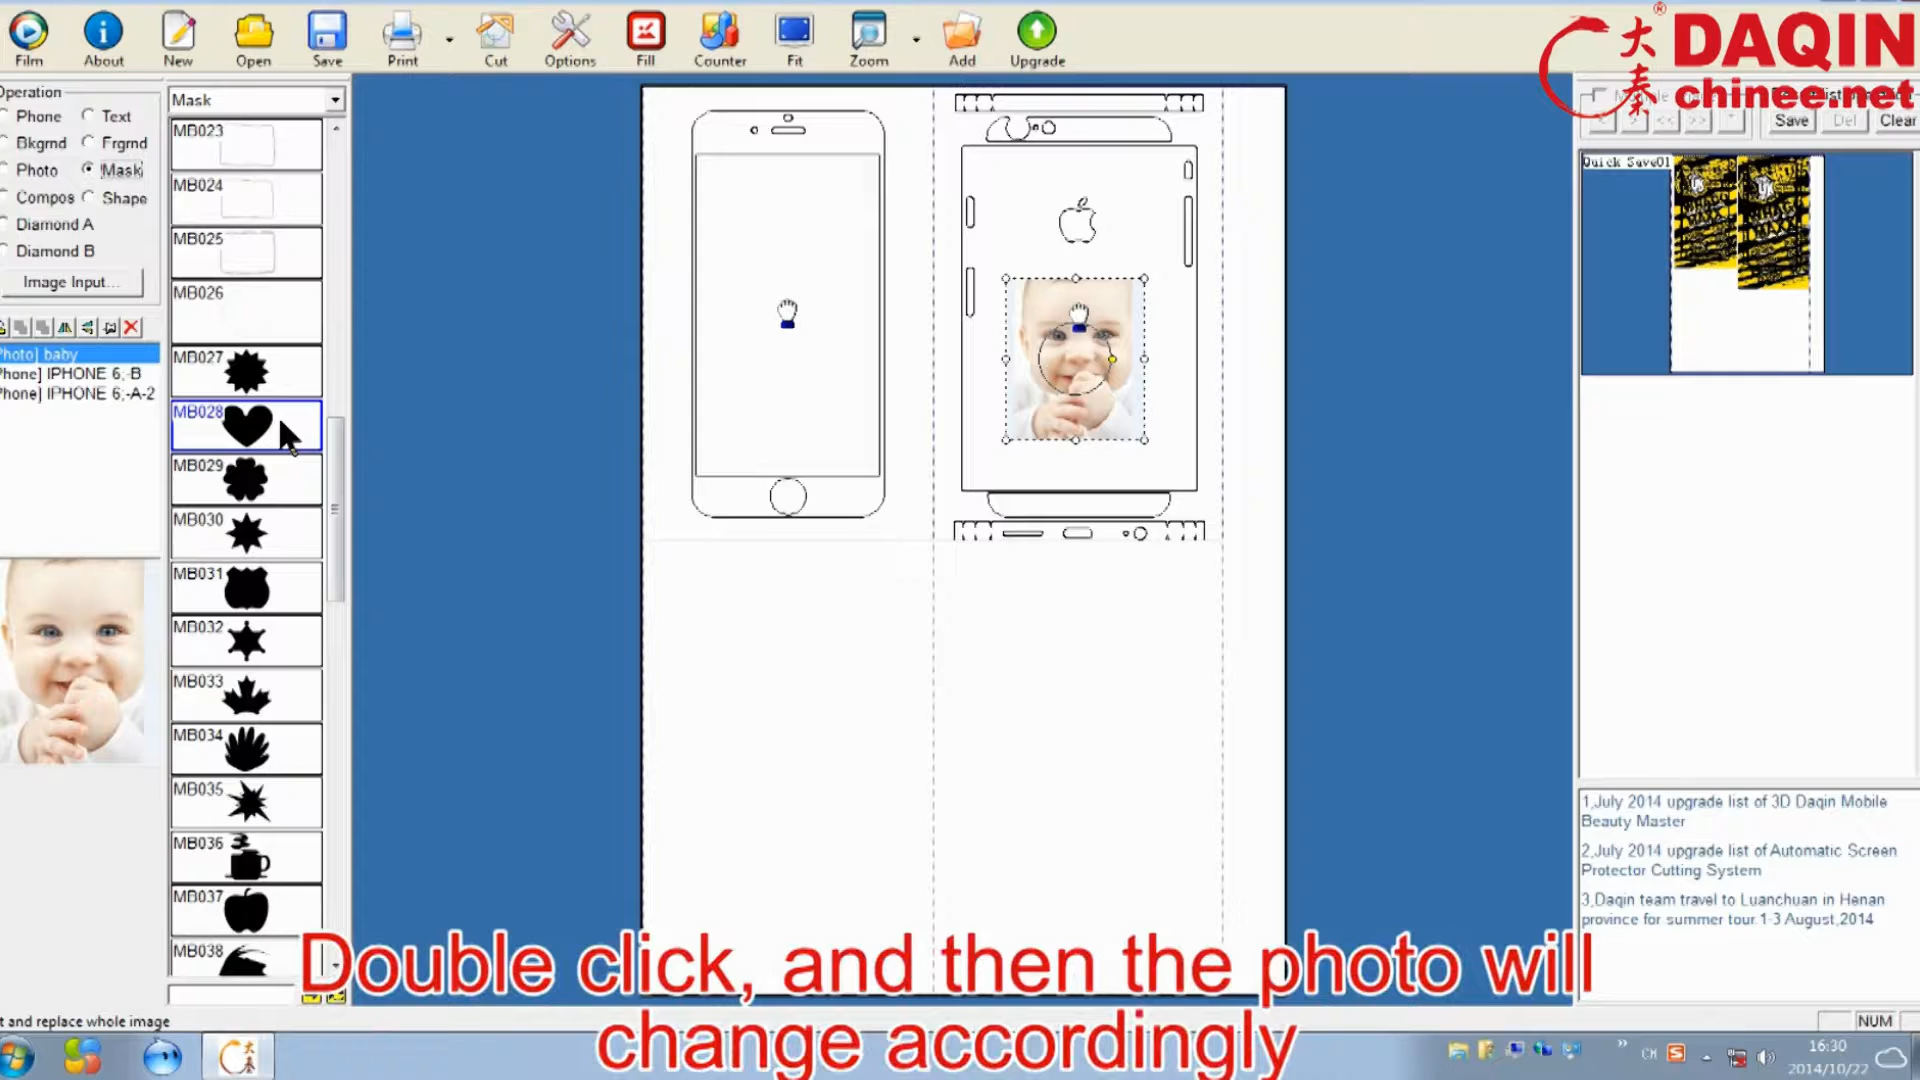 Film
About
New
Open
Save
Print
Cut
Options
Fill
Counter
Fit
Zoom
Add
Upgrade
大秦
®
DAQIN
chinee.net
Operation
Phone
Text
Bkgrnd
Frgrnd
Photo
Mask
Compos
Shape
Diamond A
Diamond B
Image Input...
Photo] baby
Phone] IPHONE 6;-B
Phone] IPHONE 6;-A-2
Mask
MB023
MB024
MB025
MB026
MB027
MB028
MB029
MB030
MB031
MB032
MB033
MB034
MB035
MB036
MB037
MB038
<
>
<<
>>
Save
Del
Clear
Quick Save01
1,July 2014 upgrade list of 3D Daqin Mobile
Beauty Master
2,July 2014 upgrade list of Automatic Screen
Protector Cutting System
3,Daqin team travel to Luanchuan in Henan
province for summer tour.1-3 August,2014
Double click, and then the photo will
change accordingly
t and replace whole image
NUM
CH
16:30
2014/10/22